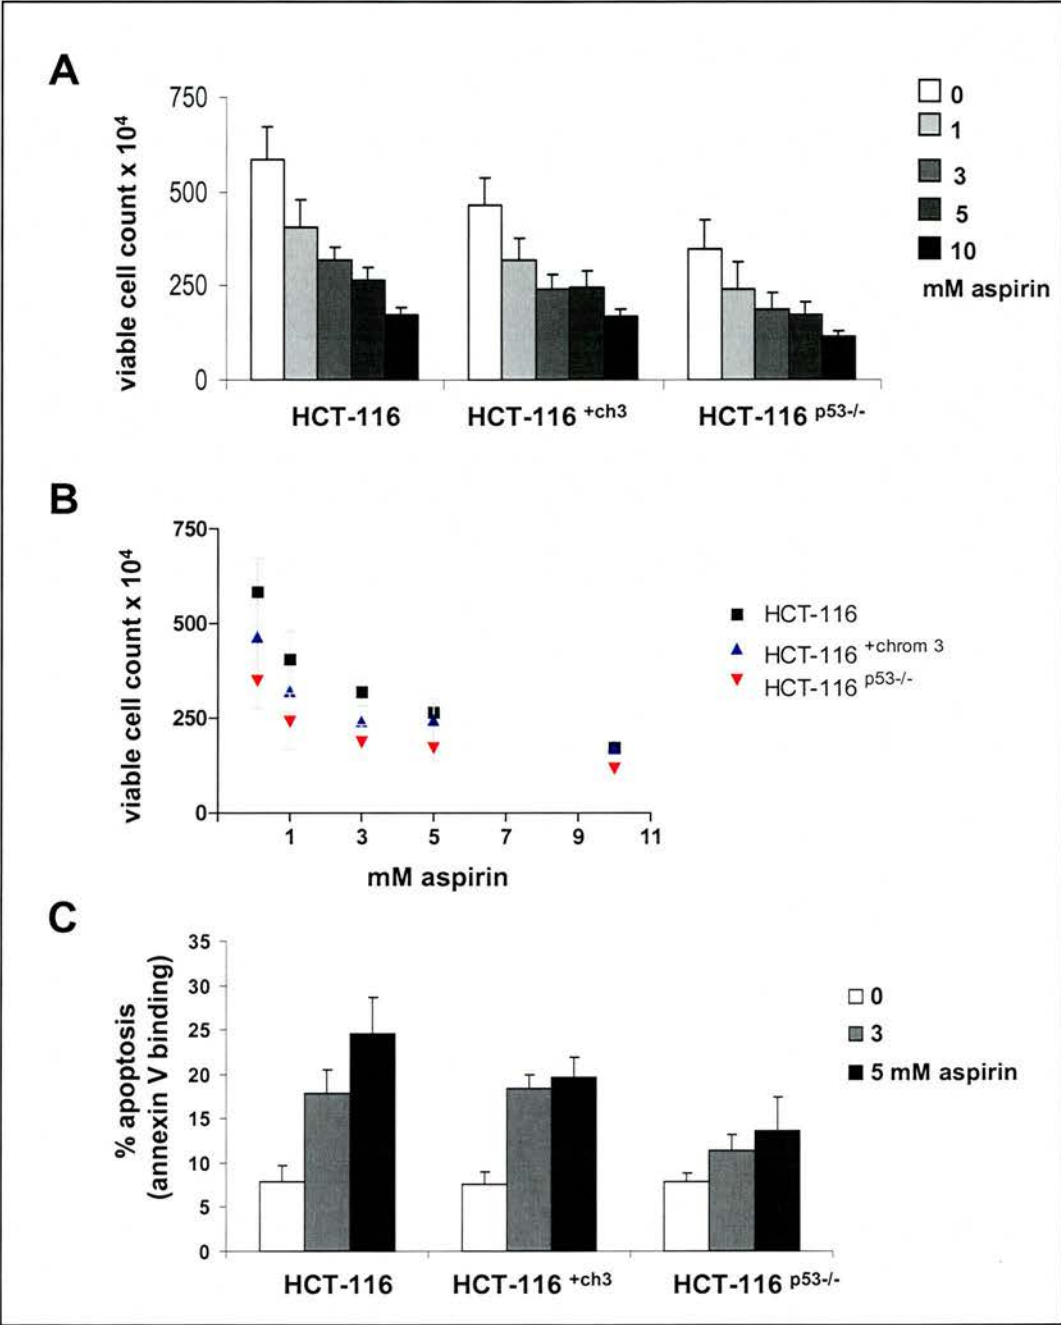 A
viable cell count x 10⁴
750
500
250
0
HCT-116
HCT-116 +ch3
HCT-116 p53-/-
0
1
3
5
10
mM aspirin
B
viable cell count x 10⁴
750
500
250
0
1
3
5
7
9
11
mM aspirin
HCT-116
HCT-116 +chrom 3
HCT-116 p53-/-
C
% apoptosis
(annexin V binding)
35
30
25
20
15
10
5
0
HCT-116
HCT-116 +ch3
HCT-116 p53-/-
0
3
5 mM aspirin